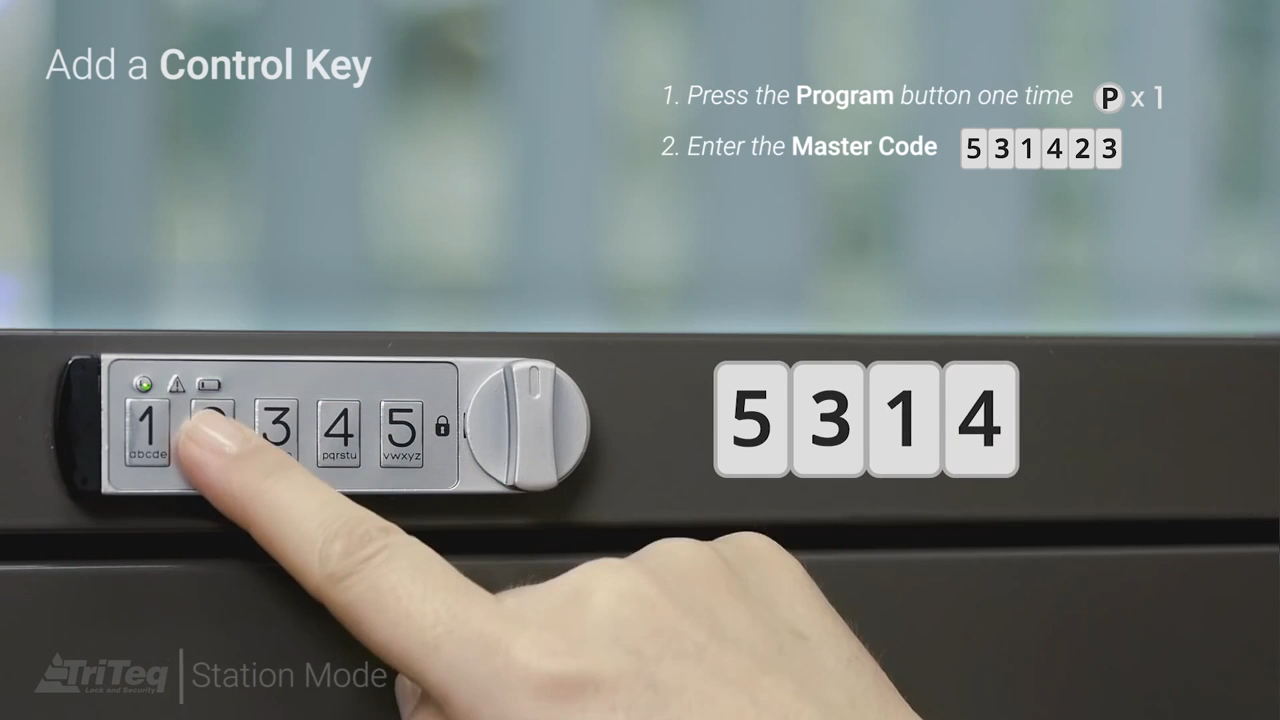 Add a Control Key
1. Press the Program button one time P x 1
2. Enter the Master Code 5 3 1 4 2 3
1 2 3 4 5
abcde pqrstu vwxyz
5 3 1 4
TriTeq Station Mode
Lock and Security